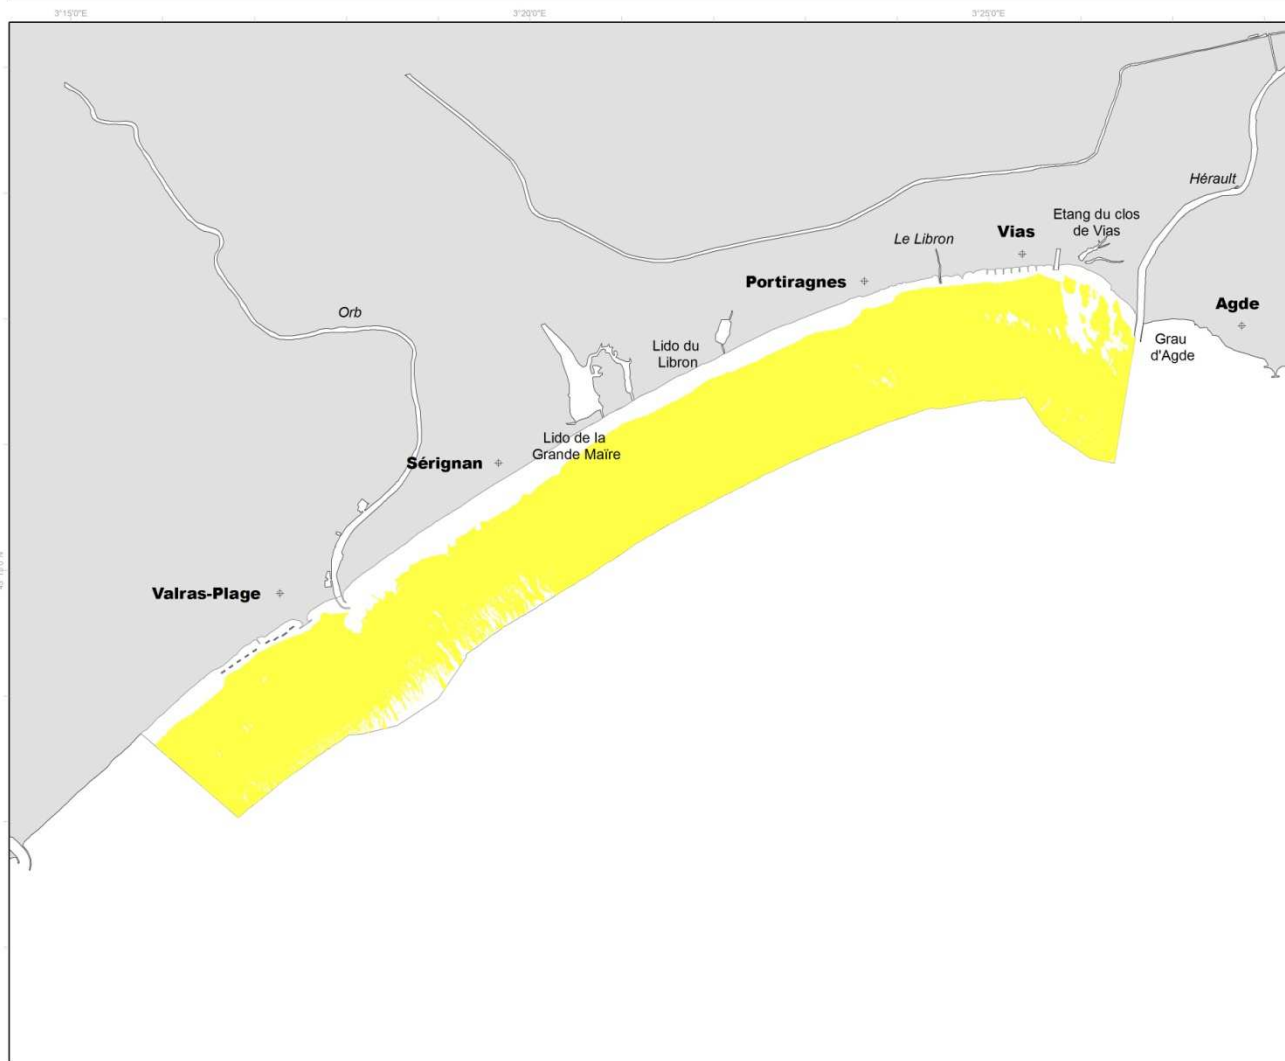 3°15'0"E
3°20'0"E
3°25'0"E
Hérault
Etang du clos
de Vias
Vias
Le Libron
Portiragnes
Agde
Orb
Grau
d'Agde
Lido du
Libron
Lido de la
Grande Maïre
Sérignan
Valras-Plage